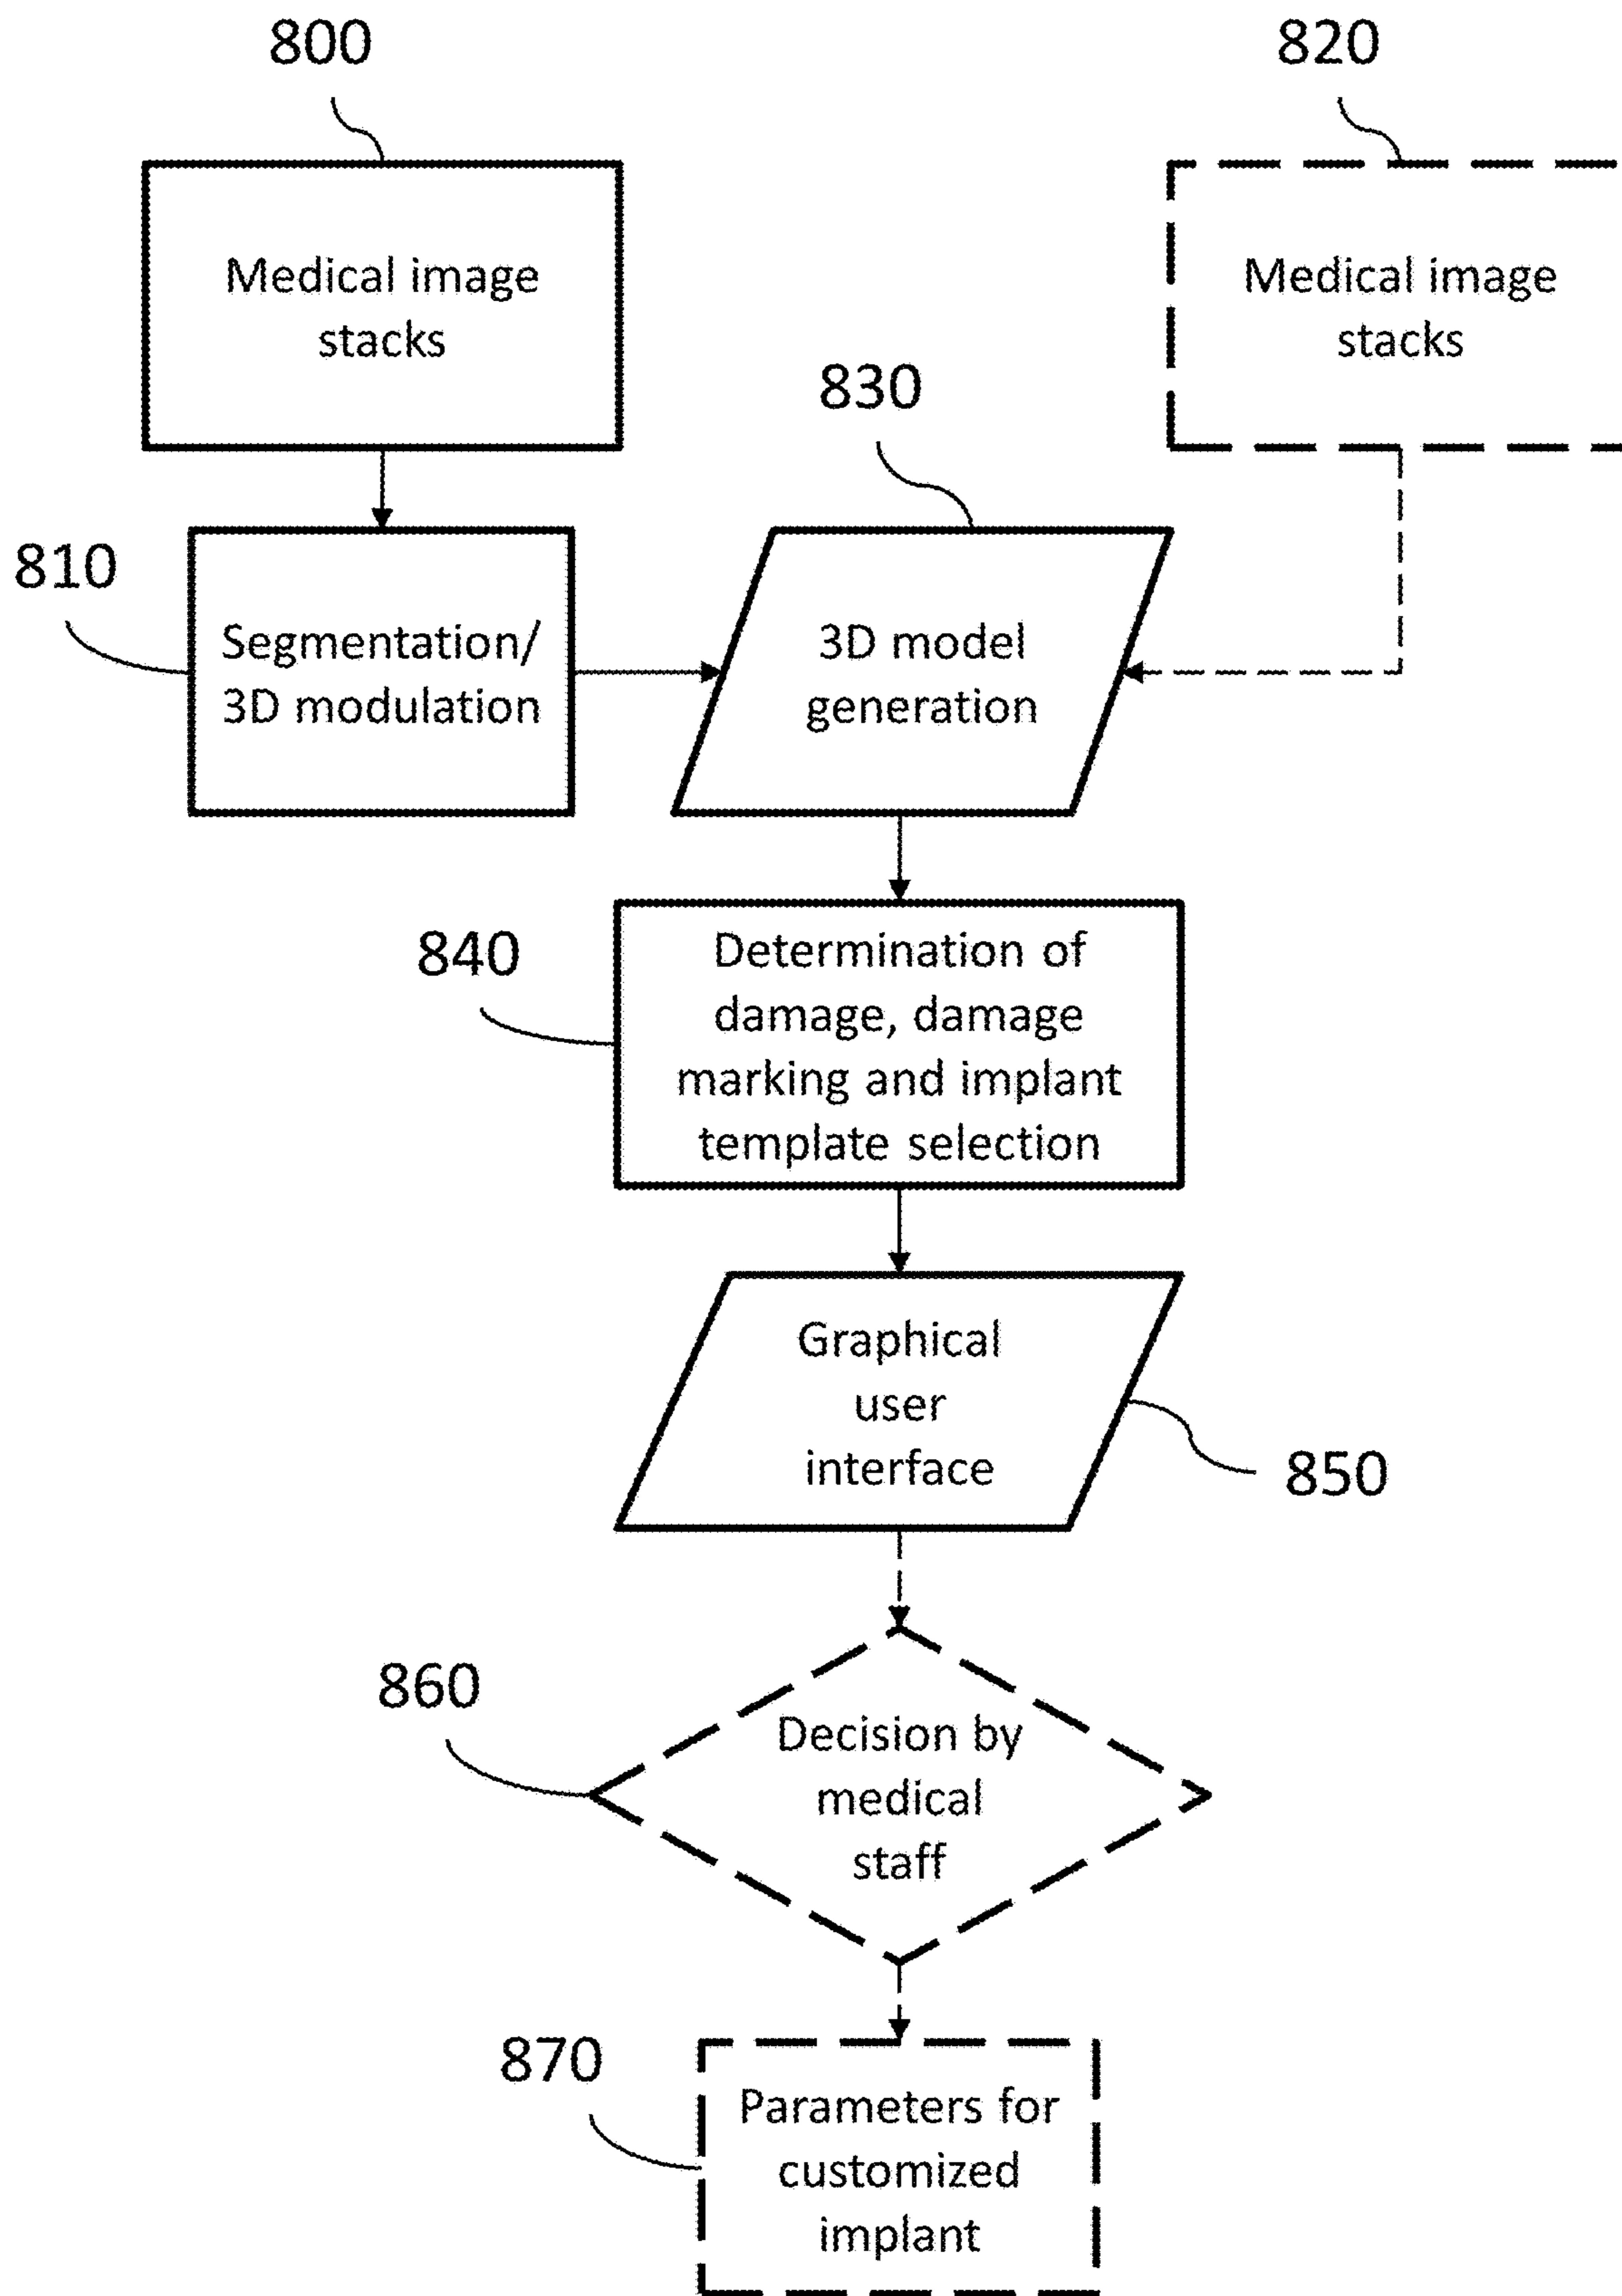 800
820
Medical image
stacks
Medical image
stacks
830
810
Segmentation/
3D modulation
3D model
generation
840
Determination of
damage, damage
marking and implant
template selection
Graphical
user
interface
850
860
Decision by
medical
staff
870
Parameters for
customized
implant